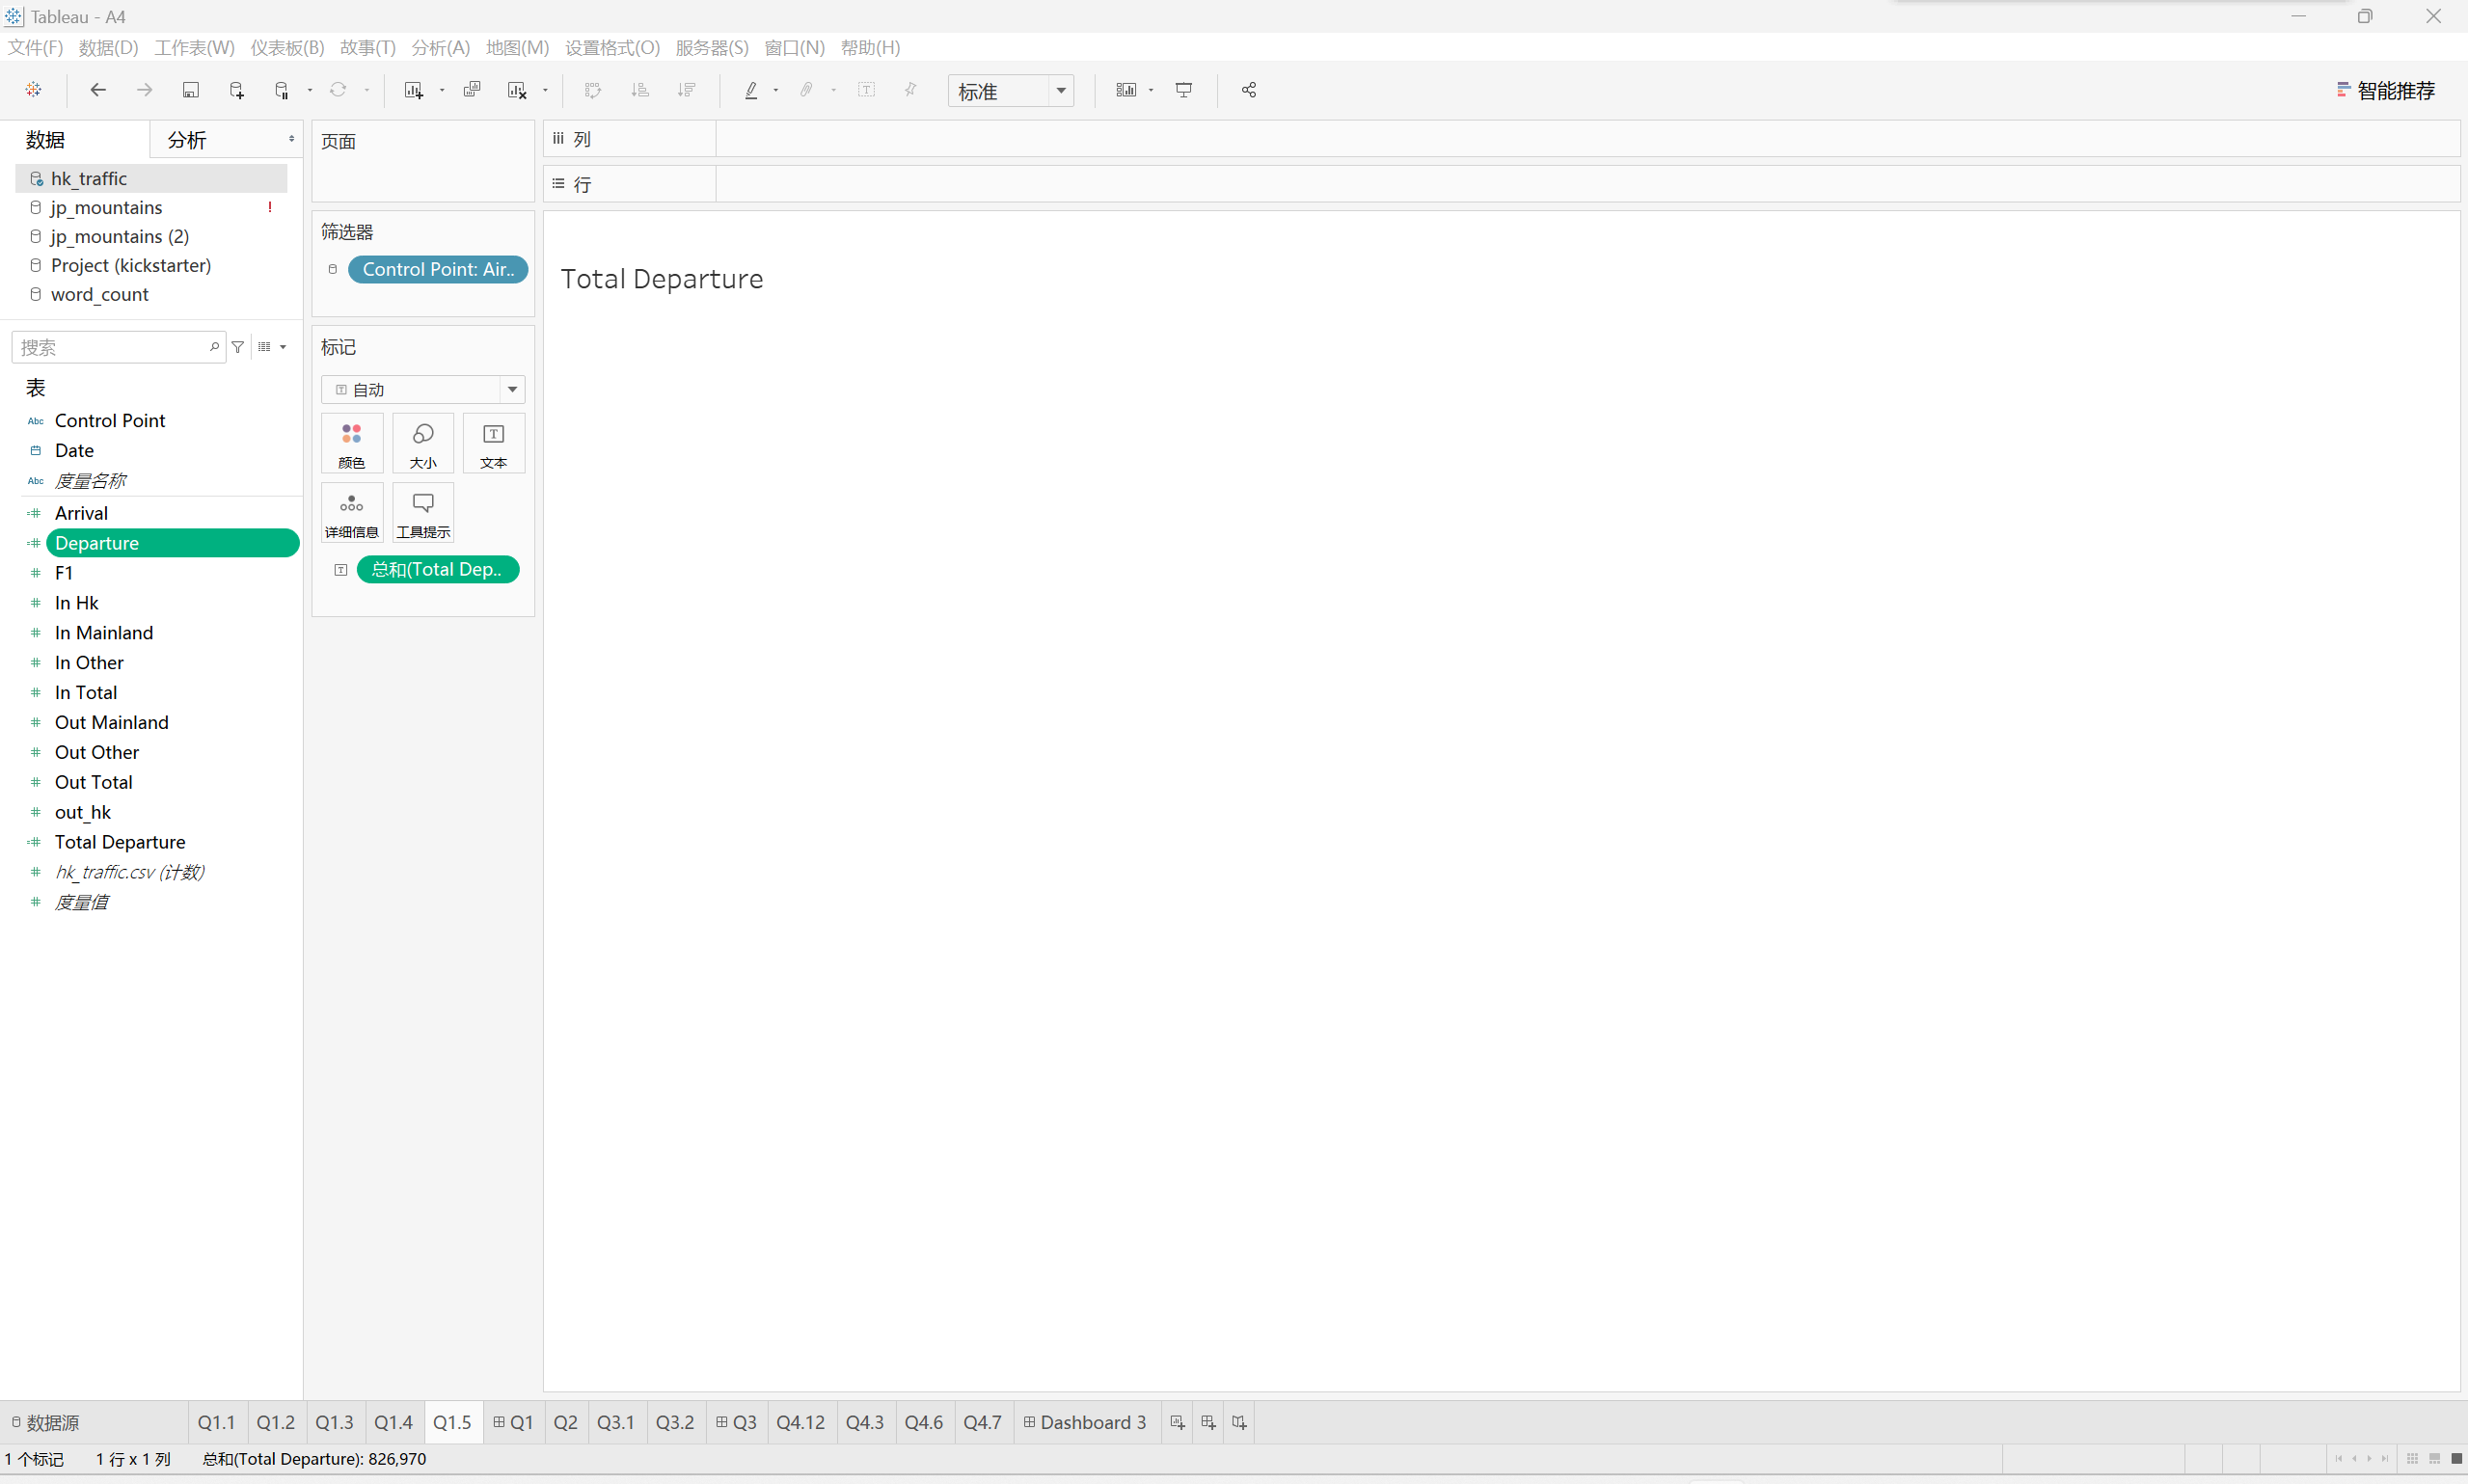 Tableau - A4
文件(F) 数据(D) 工作表(W) 仪表板(B) 故事(T) 分析(A) 地图(M) 设置格式(O) 服务器(S) 窗口(N) 帮助(H)
标准
智能推荐
数据 分析
hk_traffic
jp_mountains !
jp_mountains (2)
Project (kickstarter)
word_count
搜索
表
Abc Control Point
Date
Abc 度量名称
Arrival
Departure
F1
In Hk
In Mainland
In Other
In Total
Out Mainland
Out Other
Out Total
out_hk
Total Departure
hk_traffic.csv (计数)
度量值
页面
筛选器
Control Point: Air..
标记
自动
颜色 大小 文本
详细信息 工具提示
总和(Total Dep..
列
行
Total Departure
数据源 Q1.1 Q1.2 Q1.3 Q1.4 Q1.5 Q1 Q2 Q3.1 Q3.2 Q3 Q4.12 Q4.3 Q4.6 Q4.7 Dashboard 3
1 个标记 1 行 x 1 列 总和(Total Departure): 826,970